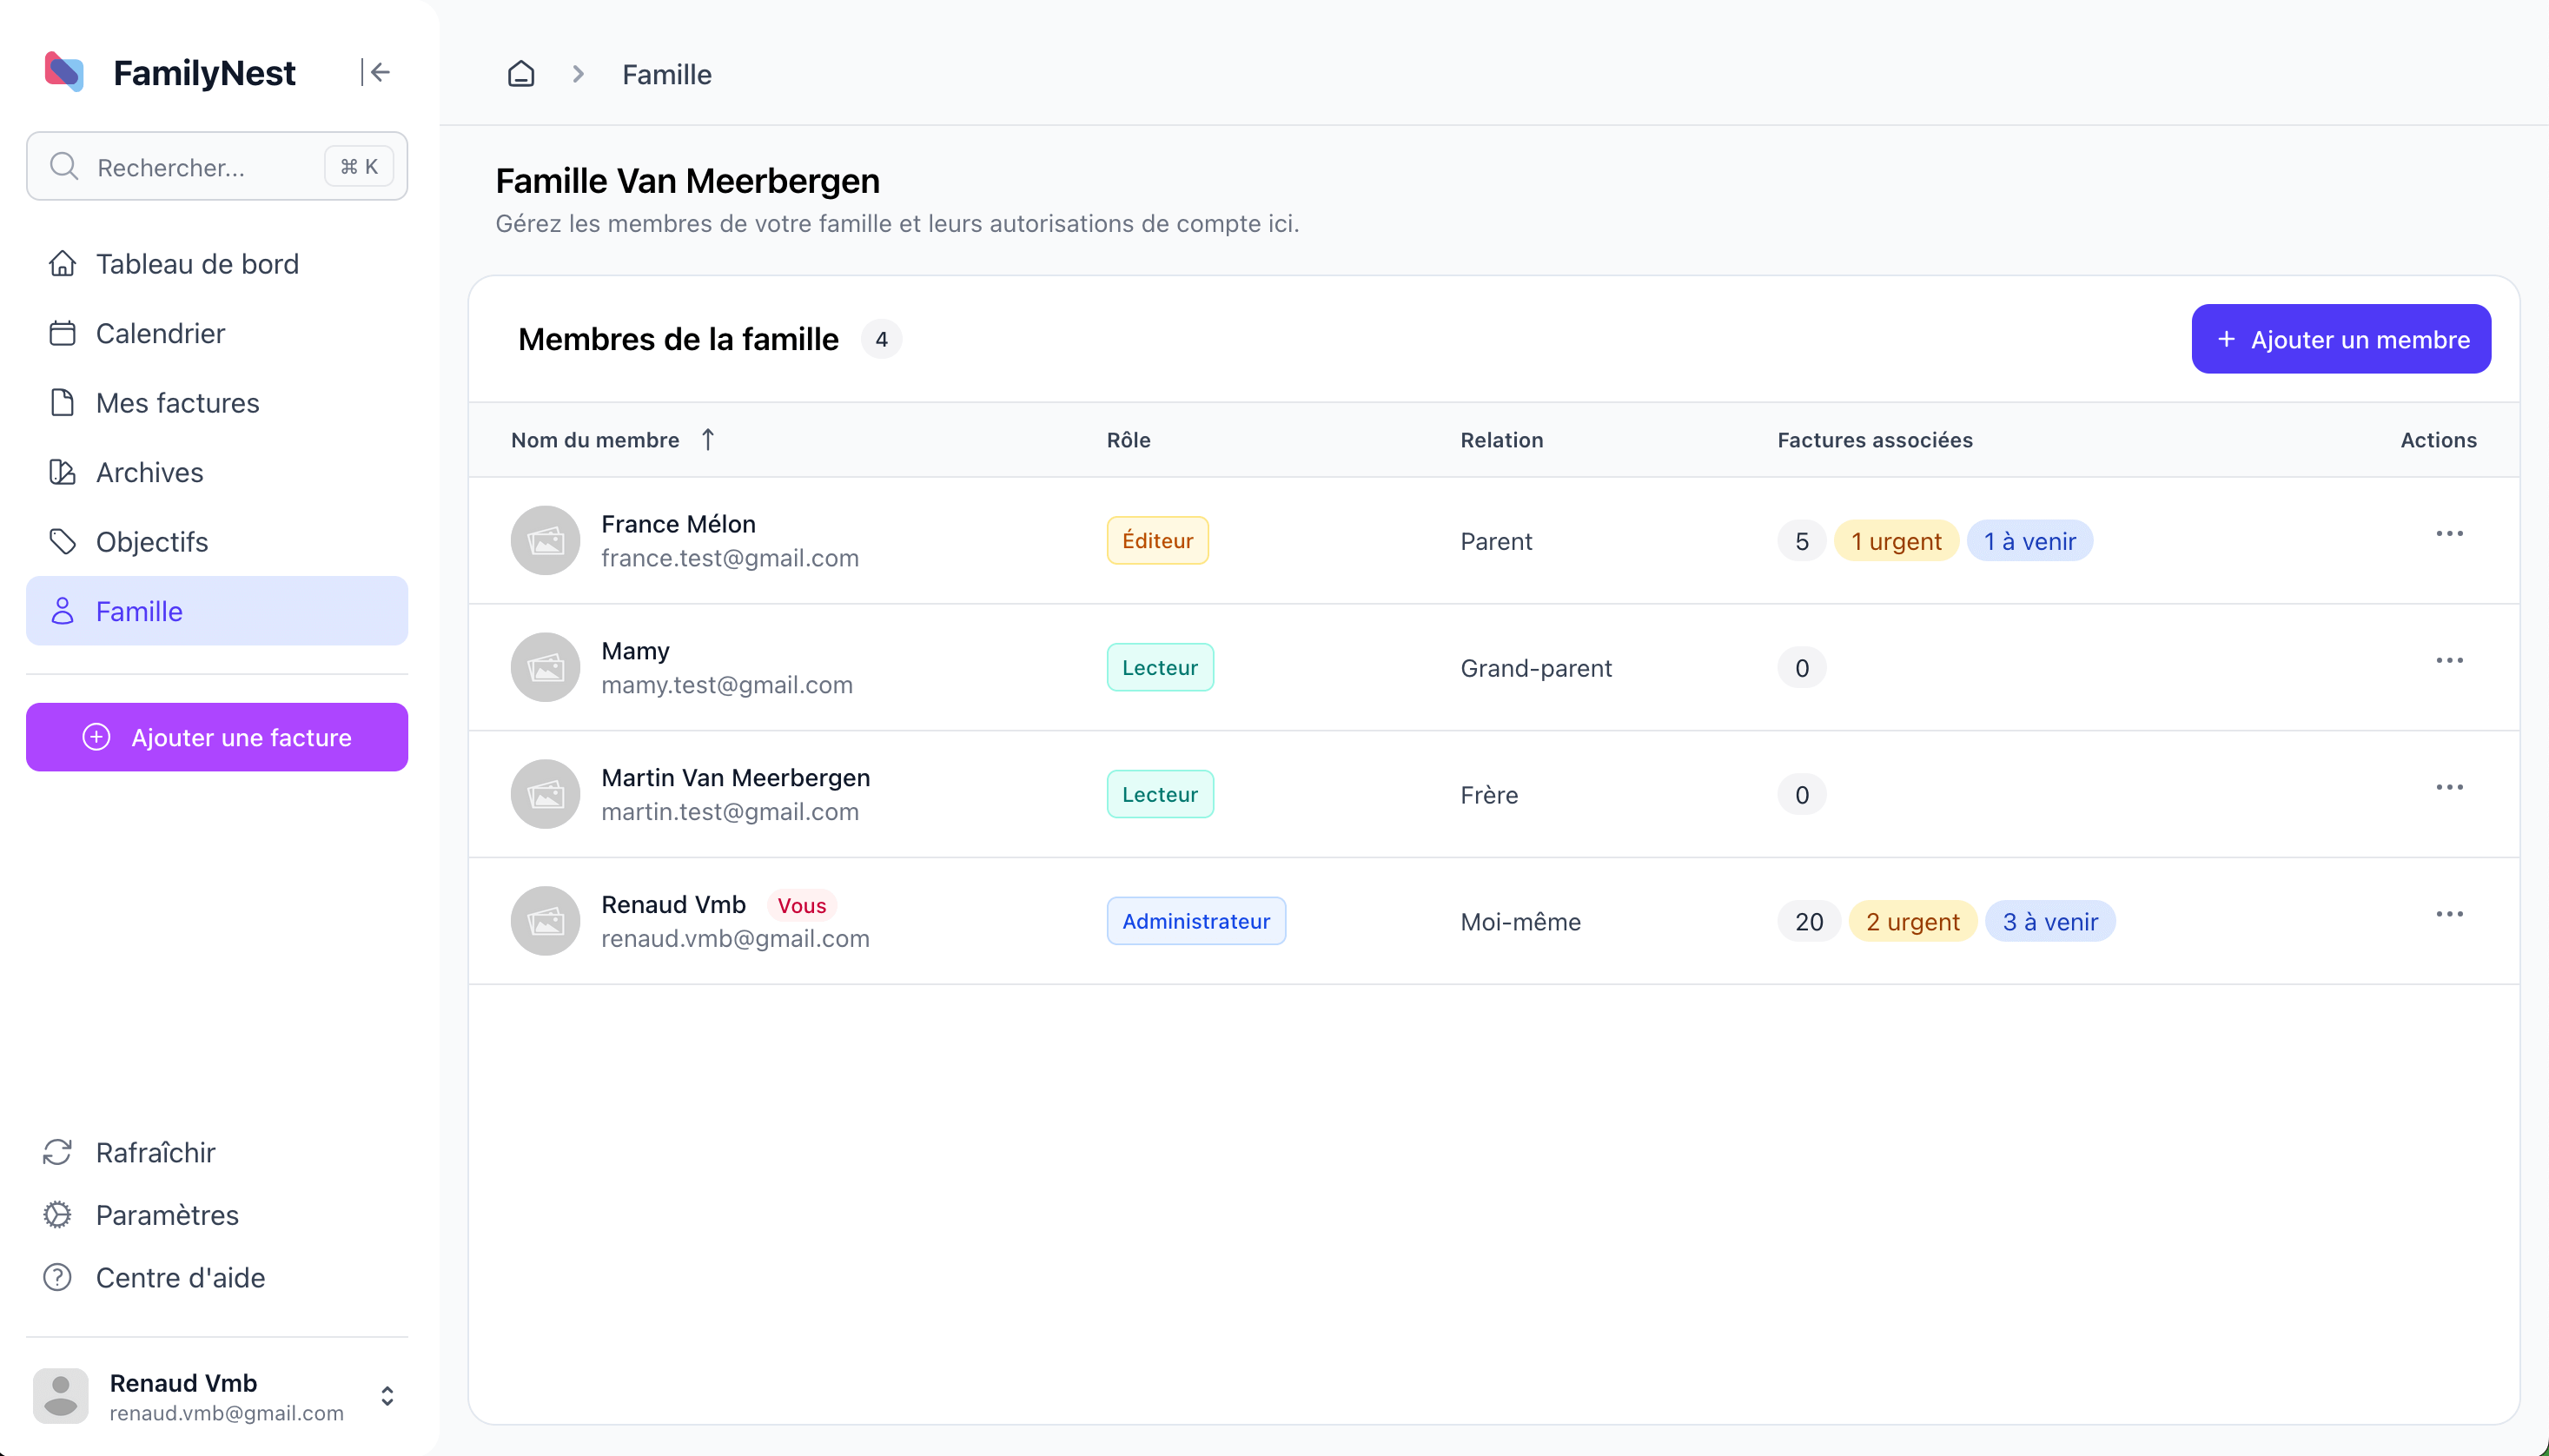 FamilyNest
Rechercher...
⌘ K
Tableau de bord
Calendrier
Mes factures
Archives
Objectifs
Famille
Ajouter une facture
Rafraîchir
Paramètres
Centre d'aide
Renaud Vmb
renaud.vmb@gmail.com
Famille
Famille Van Meerbergen
Gérez les membres de votre famille et leurs autorisations de compte ici.
Membres de la famille 4
+ Ajouter un membre
Nom du membre ↑ Rôle Relation Factures associées Actions
France Mélon
france.test@gmail.com
Éditeur
Parent
5 1 urgent 1 à venir
Mamy
mamy.test@gmail.com
Lecteur
Grand-parent
0
Martin Van Meerbergen
martin.test@gmail.com
Lecteur
Frère
0
Renaud Vmb Vous
renaud.vmb@gmail.com
Administrateur
Moi-même
20 2 urgent 3 à venir